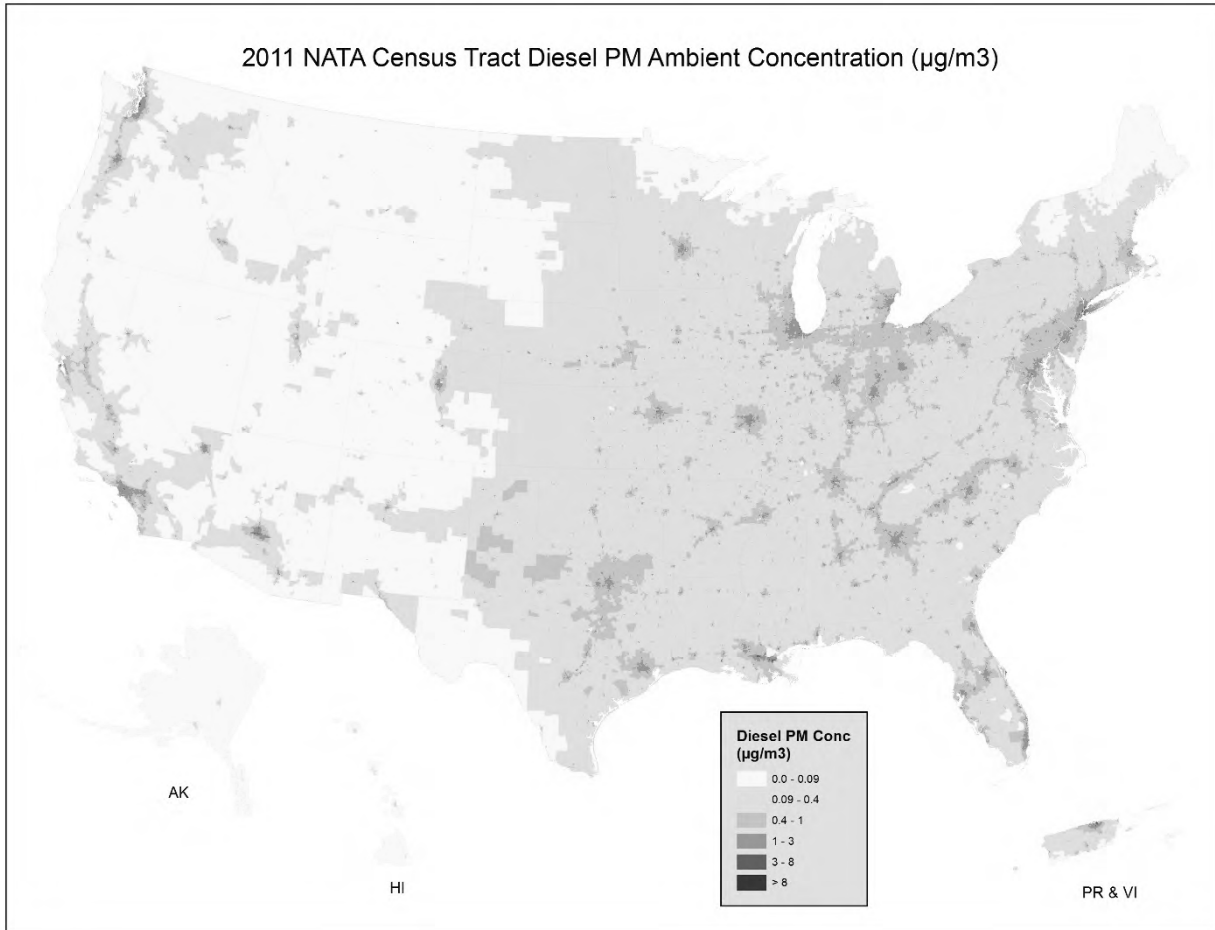 2011 NATA Census Tract Diesel PM Ambient Concentration (µg/m3)
Diesel PM Conc
(µg/m3)
0.0 - 0.09
0.09 - 0.4
0.4 - 1
1 - 3
3 - 8
> 8
AK
HI
PR & VI